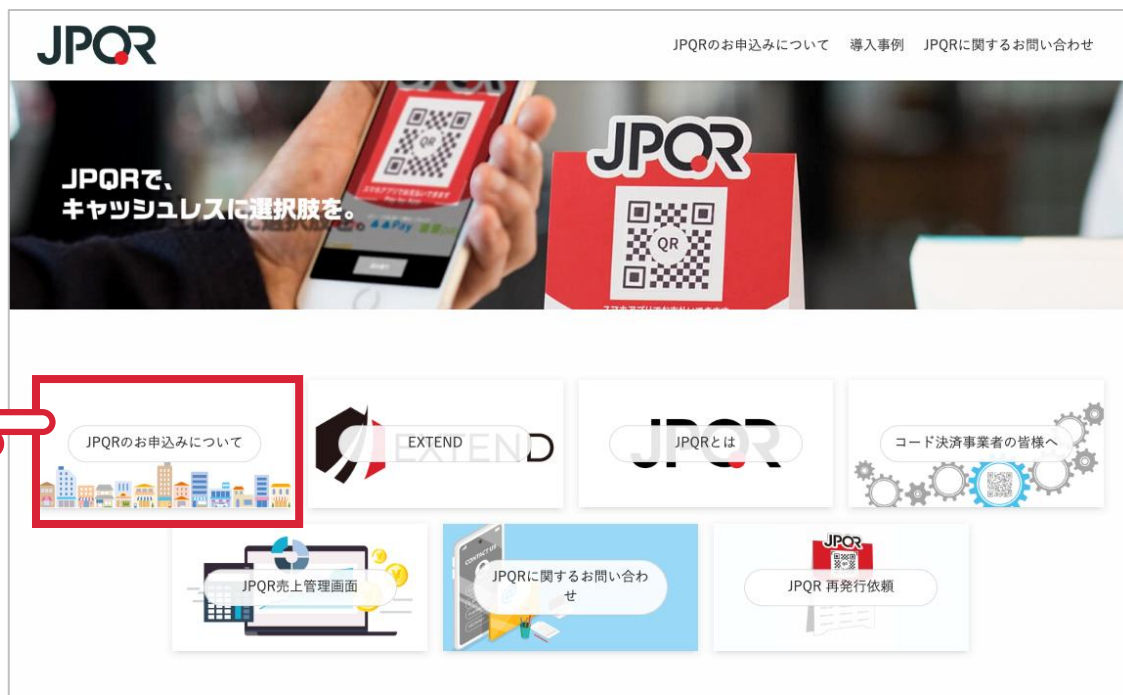 JPQR
JPQRのお申込みについて 導入事例 JPQRに関するお問い合わせ
JPQR
QR
JPQRで、
キャッシュレスに選択肢を。
QR
JPQRのお申込みについて
EXTEND
JPQRとは
コード決済事業者の皆様へ
JPQR売上管理画面
CONTACT US
JPQRに関するお問い合わ
せ
JPQR
JPQR 再発行依頼